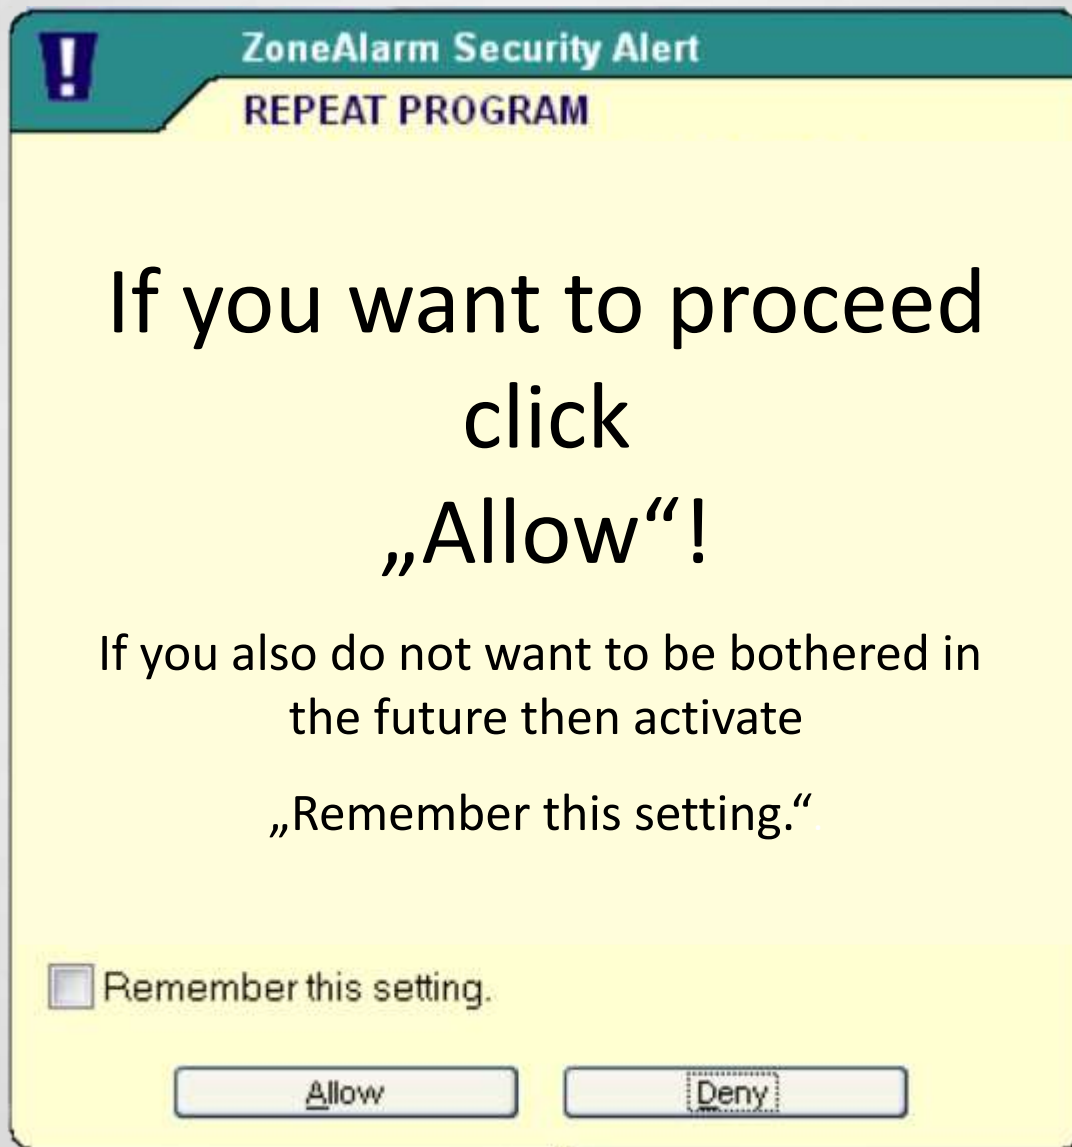 ZoneAlarm Security Alert
REPEAT PROGRAM
If you want to proceed
click
„Allow“!
If you also do not want to be bothered in
the future then activate
„Remember this setting.“
Remember this setting.
Allow
Deny